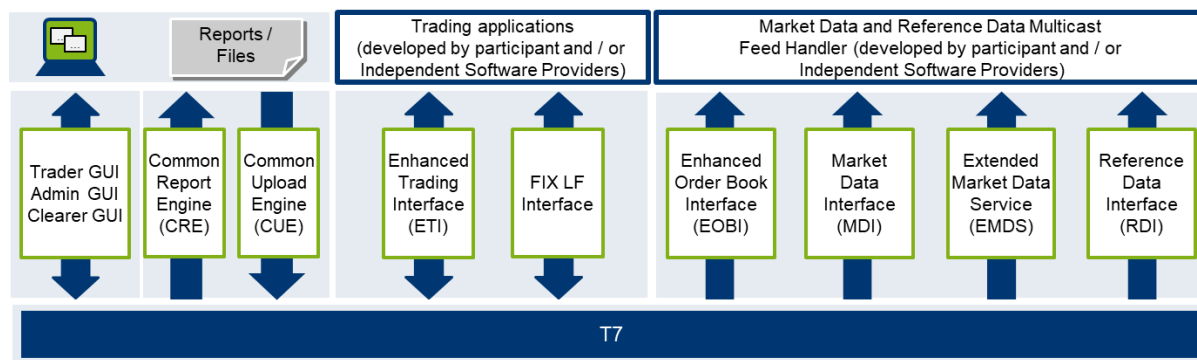 Reports /
Files
Trading applications
(developed by participant and / or
Independent Software Providers)
Market Data and Reference Data Multicast
Feed Handler (developed by participant and / or
Independent Software Providers)
Trader GUI
Admin GUI
Clearer GUI
Common
Report
Engine
(CRE)
Common
Upload
Engine
(CUE)
Enhanced
Trading
Interface
(ETI)
FIX LF
Interface
Enhanced
Order Book
Interface
(EOBI)
Market
Data
Interface
(MDI)
Extended
Market Data
Service
(EMDS)
Reference
Data
Interface
(RDI)
T7